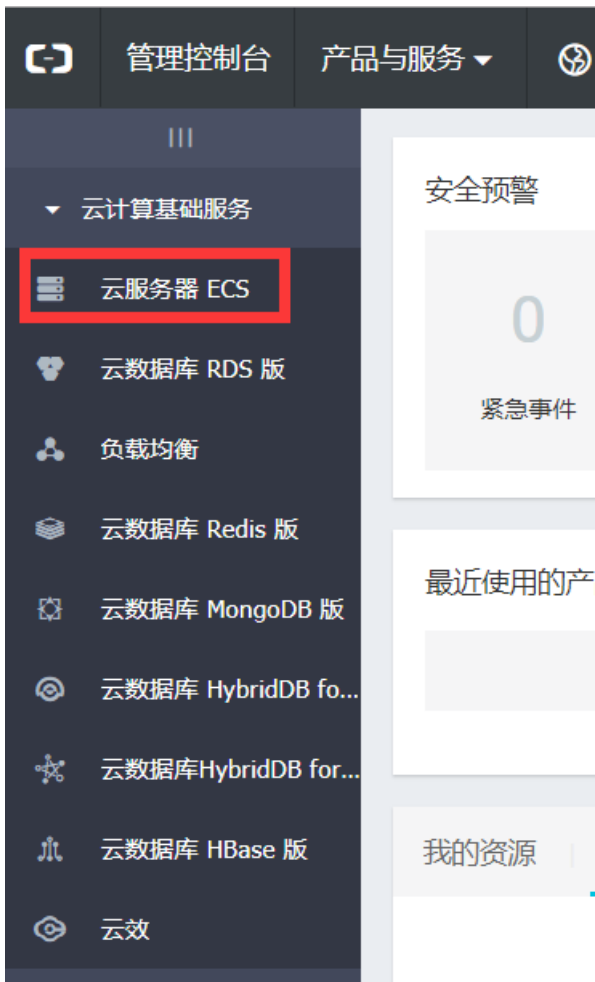 管理控制台 产品与服务
云计算基础服务
云服务器 ECS
云数据库 RDS 版
负载均衡
云数据库 Redis 版
云数据库 MongoDB 版
云数据库 HybridDB fo...
云数据库HybridDB for...
云数据库 HBase 版
云效
安全预警
0
紧急事件
最近使用的产
我的资源